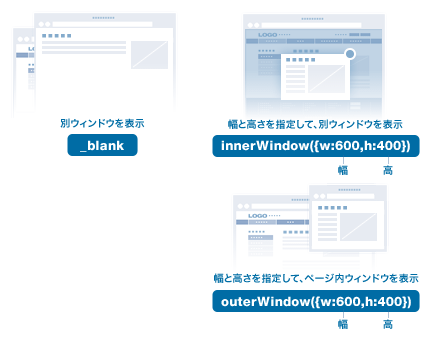 LOGO
別ウィンドウを表示
_blank
幅と高さを指定して、別ウィンドウを表示
innerWindow({w:600,h:400})
幅 高
LOGO
幅と高さを指定して、ページ内ウィンドウを表示
outerWindow({w:600,h:400})
幅 高